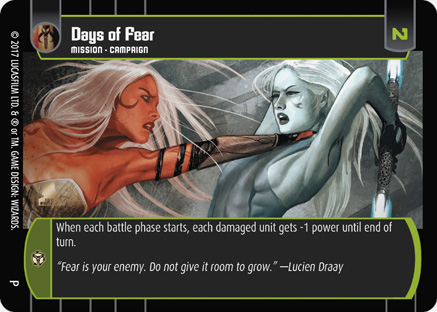 Days of Fear
MISSION - CAMPAIGN
When each battle phase starts, each damaged unit gets -1 power until end of
turn.
“Fear is your enemy. Do not give it room to grow.” —Lucien Draay
© 2017 LUCASFILM LTD. & ® or TM. GAME DESIGN: WIZARDS.
P